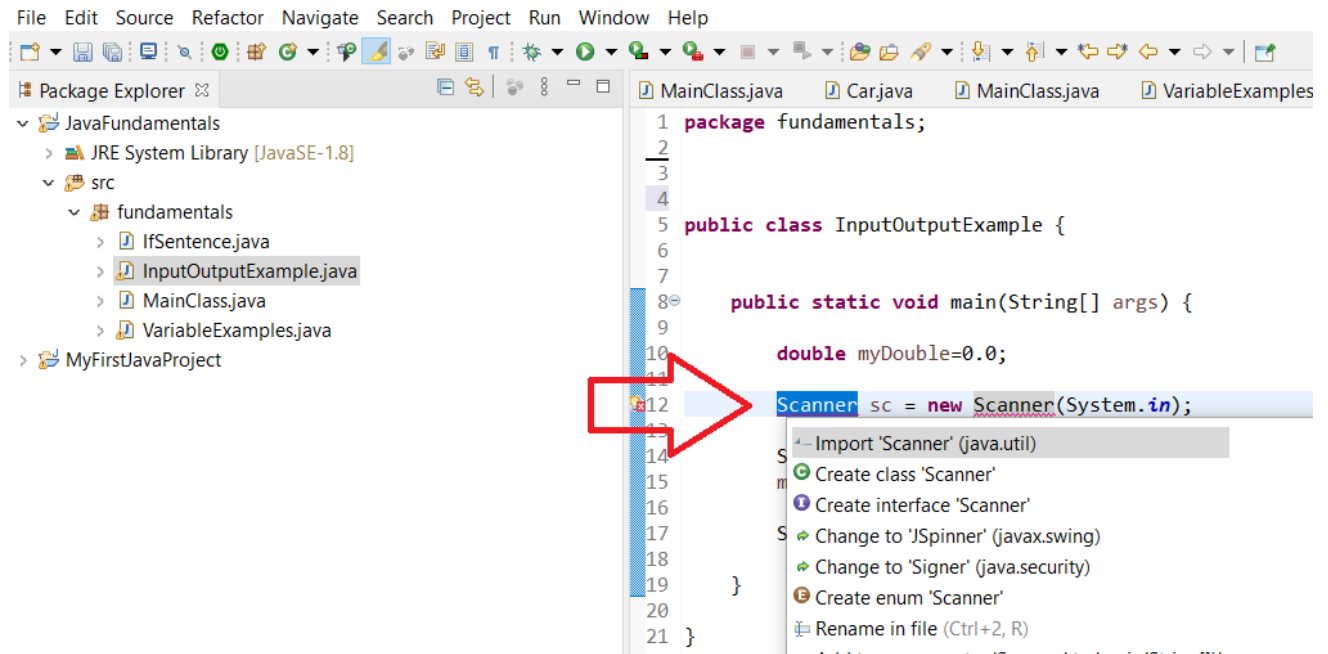 File Edit Source Refactor Navigate Search Project Run Window Help
Package Explorer
MainClass.java Car.java MainClass.java VariableExamples
JavaFundamentals
JRE System Library [JavaSE-1.8]
src
fundamentals
IfSentence.java
InputOutputExample.java
MainClass.java
VariableExamples.java
MyFirstJavaProject
1 package fundamentals;
2
3
4
5 public class InputOutputExample {
6
7
8 public static void main(String[] args) {
9
10 double myDouble=0.0;
11
12 Scanner sc = new Scanner(System.in);
13
14 S
15 m
16
17 S
18
19 }
20
21 }
Import 'Scanner' (java.util)
Create class 'Scanner'
Create interface 'Scanner'
Change to 'JSpinner' (javax.swing)
Change to 'Signer' (java.security)
Create enum 'Scanner'
Rename in file (Ctrl+2, R)